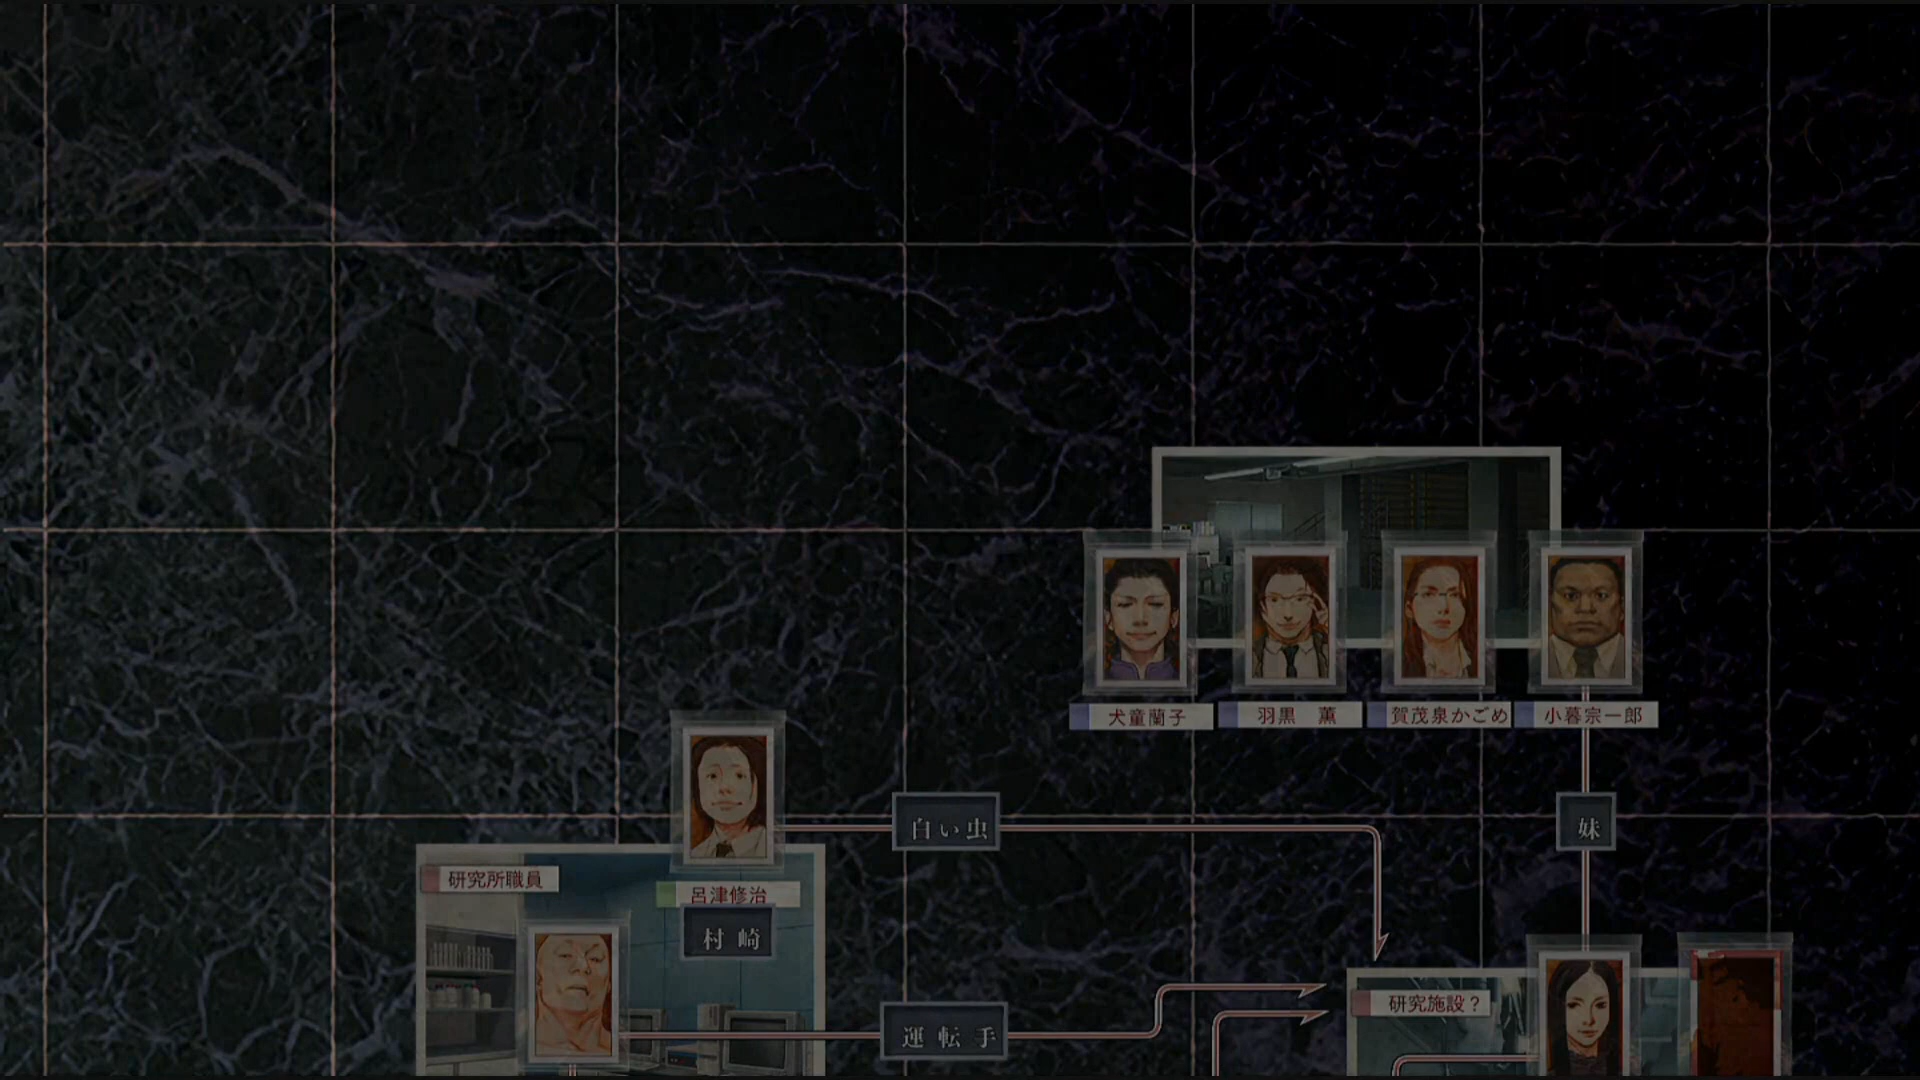 犬童蘭子
羽黒 薫
賀茂泉かごめ
小暮宗一郎
白い虫
妹
研究所職員
呂津修治
村崎
研究施設？
運転手